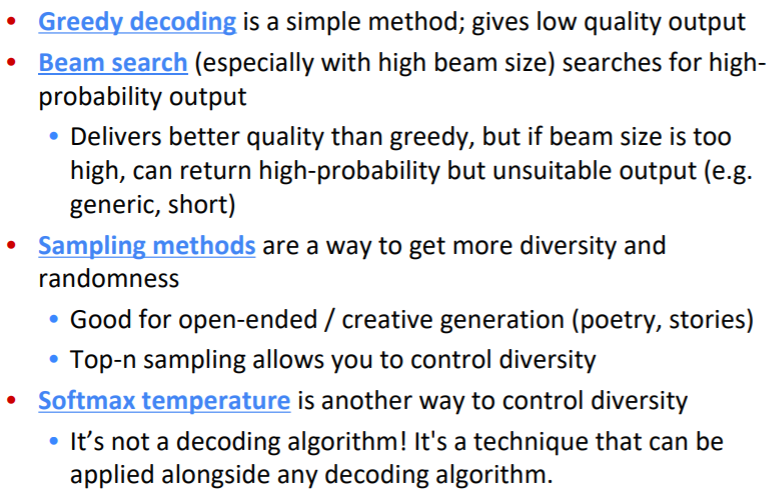 • Greedy decoding is a simple method; gives low quality output
• Beam search (especially with high beam size) searches for high-
probability output
• Delivers better quality than greedy, but if beam size is too
high, can return high-probability but unsuitable output (e.g.
generic, short)
• Sampling methods are a way to get more diversity and
randomness
• Good for open-ended / creative generation (poetry, stories)
• Top-n sampling allows you to control diversity
• Softmax temperature is another way to control diversity
• It’s not a decoding algorithm! It's a technique that can be
applied alongside any decoding algorithm.